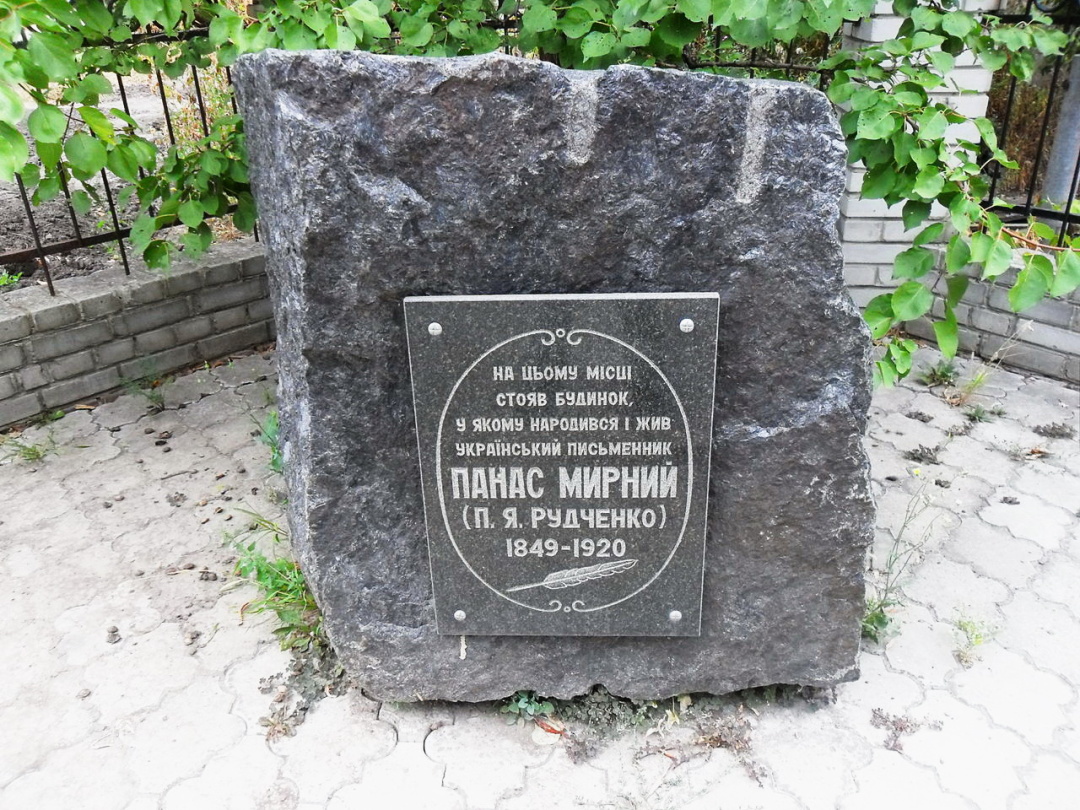 НА ЦЬОМУ МІСЦІ
СТОЯВ БУДИНОК,
У ЯКОМУ НАРОДИВСЯ І ЖИВ
УКРАЇНСЬКИЙ ПИСЬМЕННИК
ПАНАС МИРНИЙ
(П. Я. РУДЧЕНКО)
1849-1920